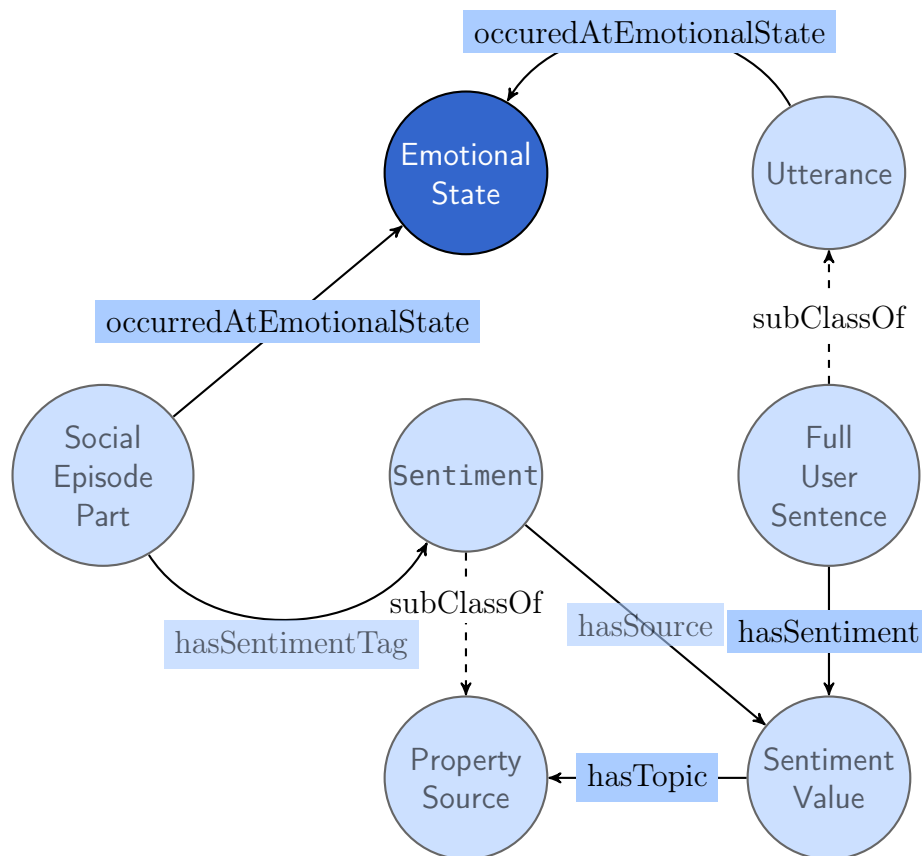 occuredAtEmotionalState
Emotional
State
Utterance
occurredAtEmotionalState
subClassOf
Social
Episode
Part
Sentiment
Full
User
Sentence
subClassOf
hasSource
hasSentiment
hasSentimentTag
Property
Source
hasTopic
Sentiment
Value